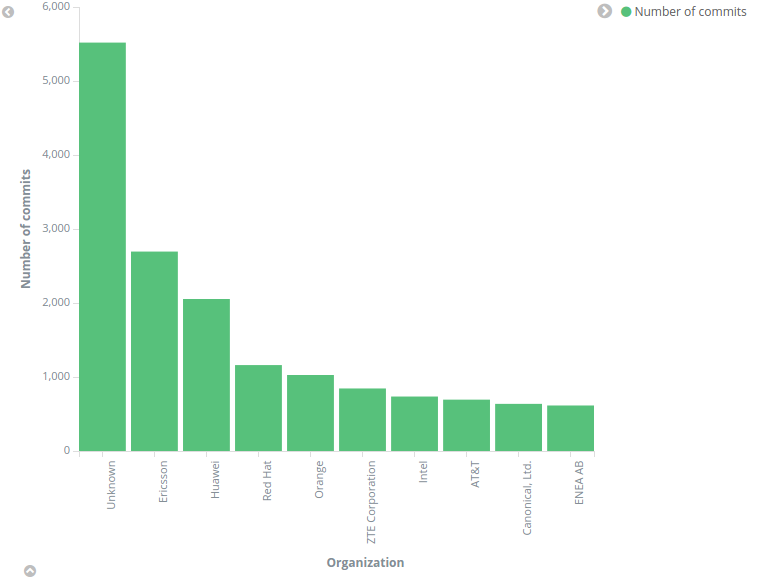 6,000
5,000
4,000
3,000
2,000
1,000
0
Number of commits
Number of commits
Unknown
Ericsson
Huawei
Red Hat
Orange
ZTE Corporation
Intel
AT&T
Canonical, Ltd.
ENEA AB
Organization